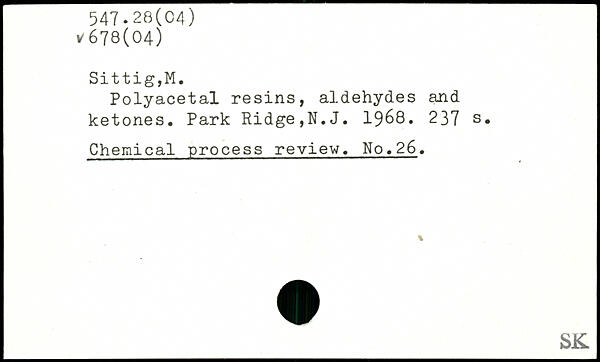 547.28(04)
√678(04)
Sittig,M.
Polyacetal resins, aldehydes and
ketones. Park Ridge,N.J. 1968. 237 s.
Chemical process review. No.26.
SK